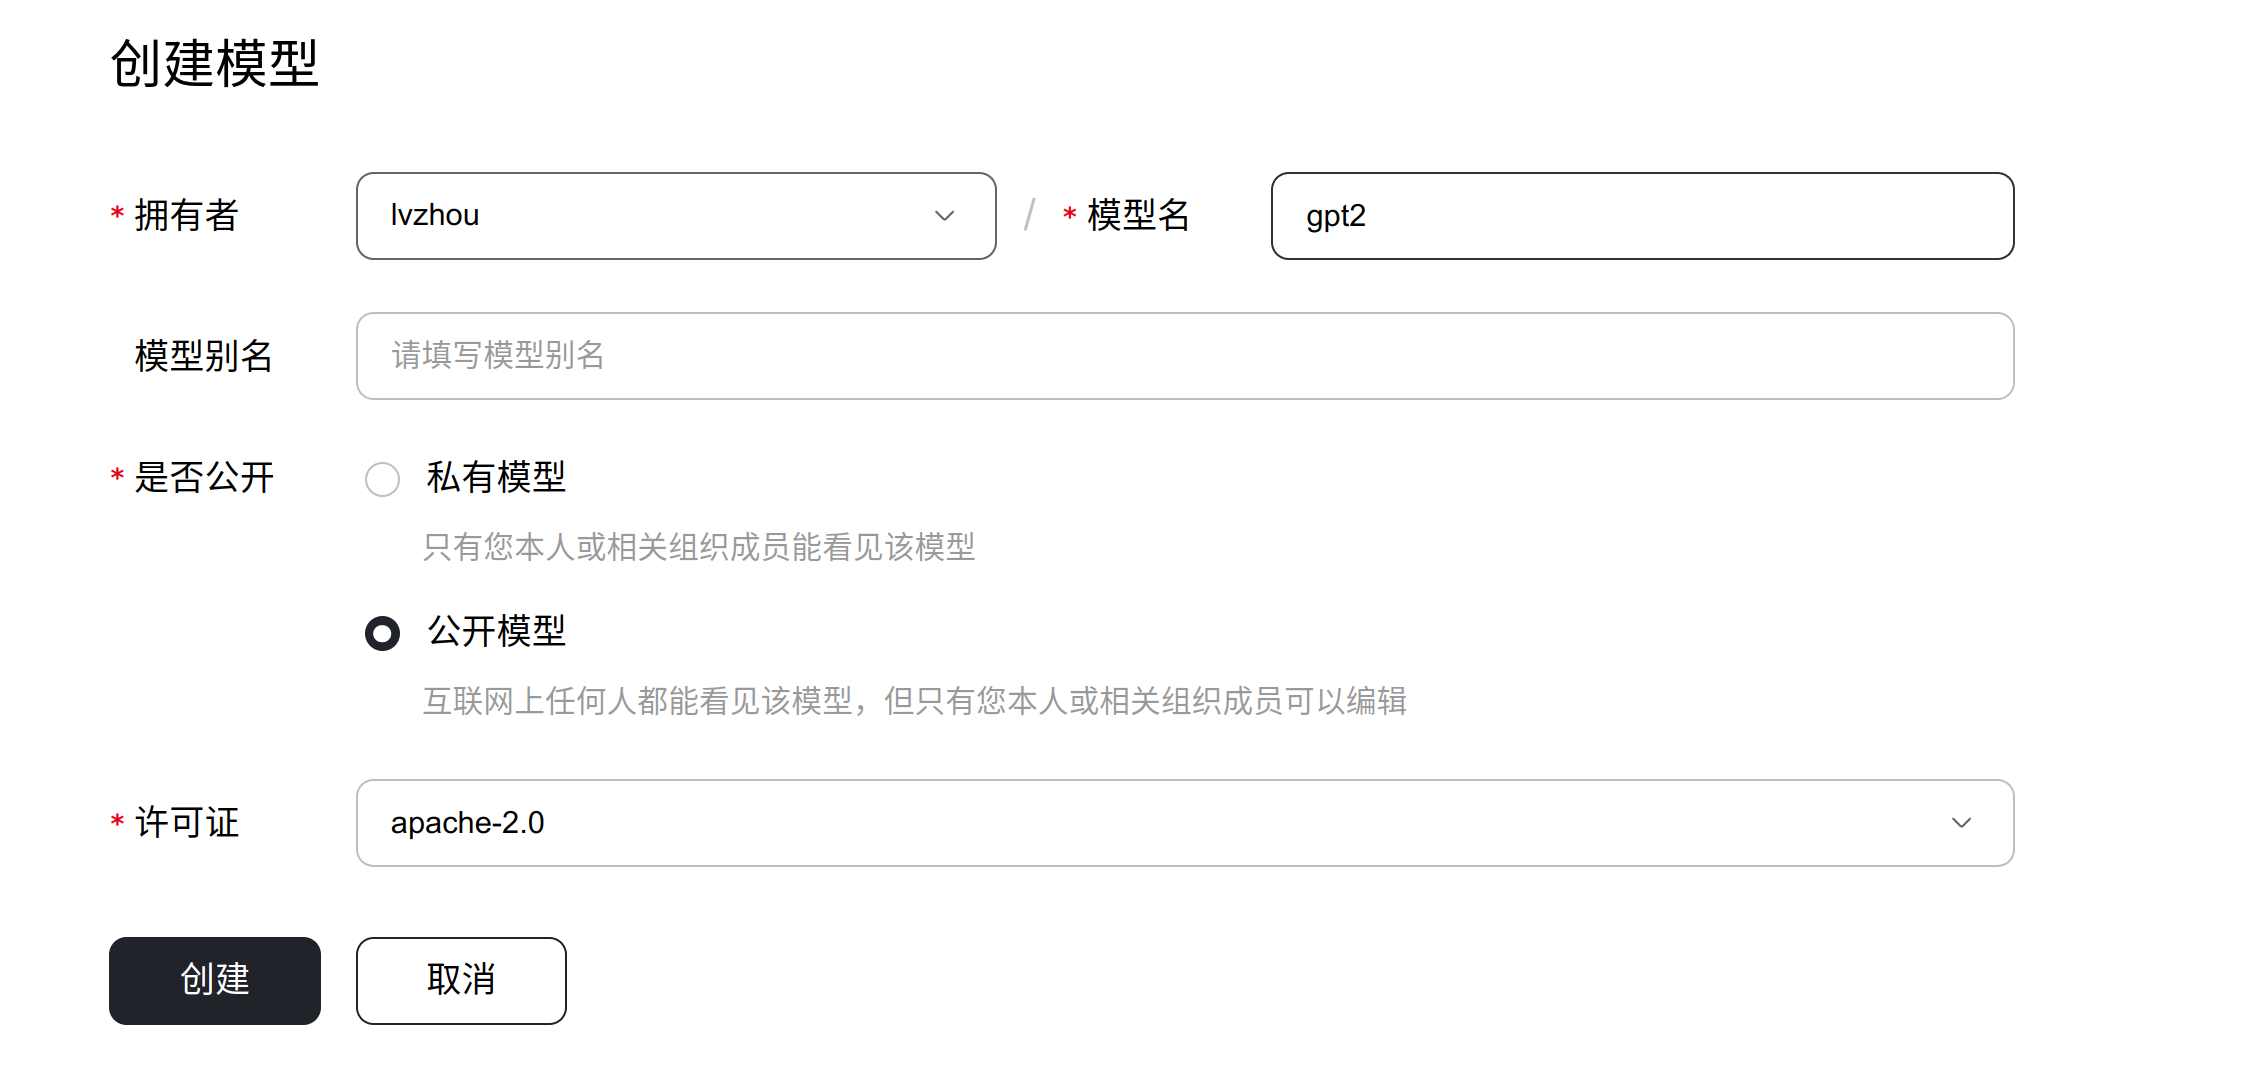 创建模型
* 拥有者 lvzhou / * 模型名 gpt2
模型别名 请填写模型别名
* 是否公开 私有模型
只有您本人或相关组织成员能看见该模型
公开模型
互联网上任何人都能看见该模型，但只有您本人或相关组织成员可以编辑
* 许可证 apache-2.0
创建 取消